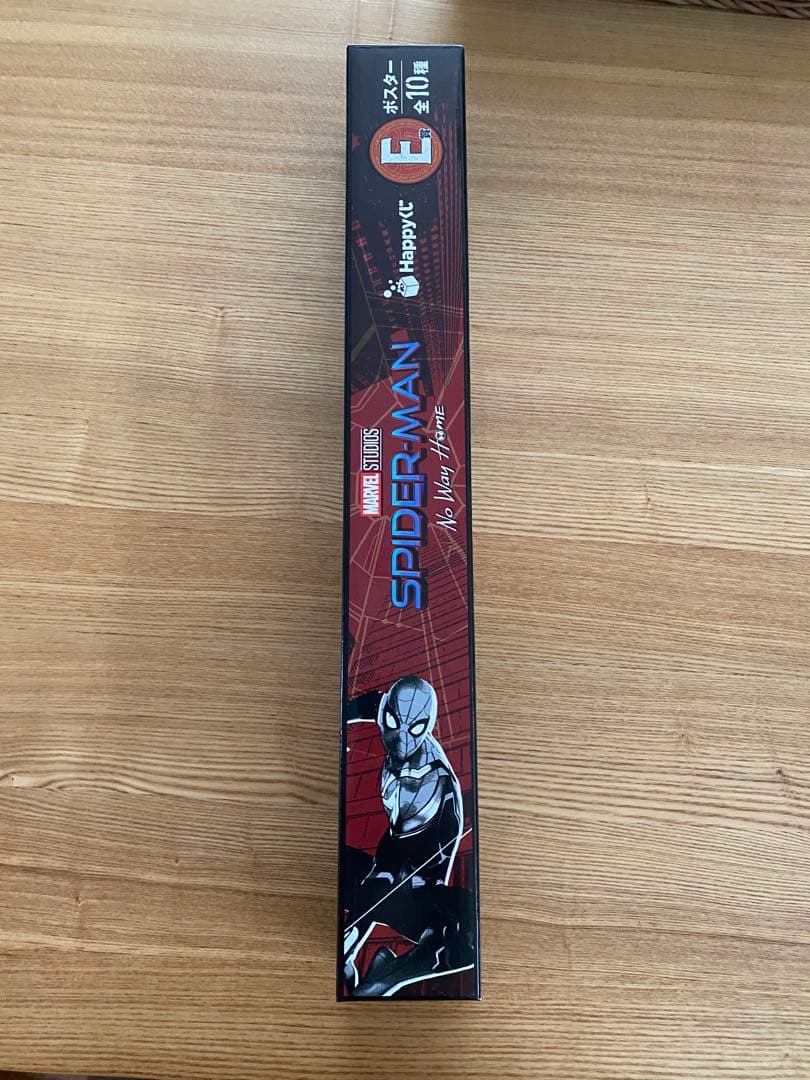 MARVEL STUDIOS
SPIDER-MAN
No Way Home
Happyくじ
E賞
ポスター
全10種